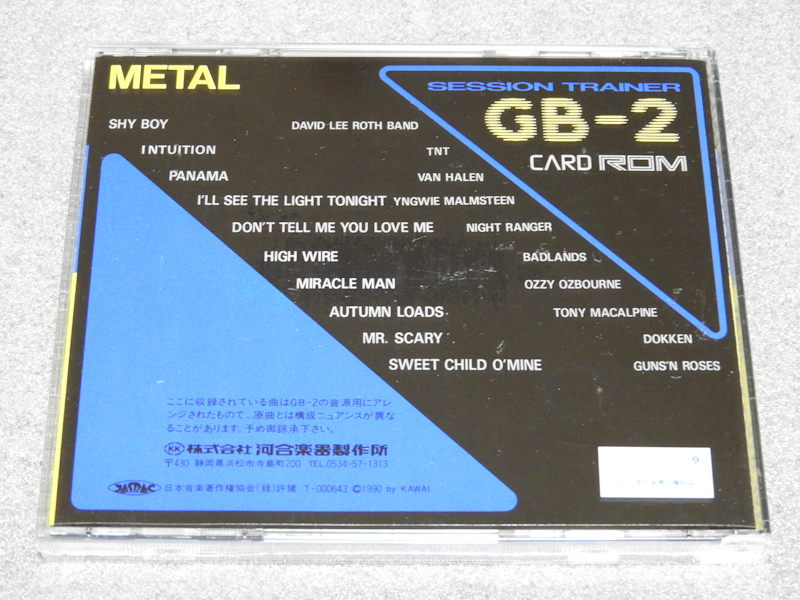 METAL
SESSION TRAINER
GB-2
CARD ROM
SHY BOY DAVID LEE ROTH BAND
INTUITION TNT
PANAMA VAN HALEN
I'LL SEE THE LIGHT TONIGHT YNGWIE MALMSTEEN
DON'T TELL ME YOU LOVE ME NIGHT RANGER
HIGH WIRE BADLANDS
MIRACLE MAN OZZY OZBOURNE
AUTUMN LOADS TONY MACALPINE
MR. SCARY DOKKEN
SWEET CHILD O'MINE GUNS'N ROSES
ここに収録されている曲はGB-2の音源用にアレ
ンジされたもので、原曲とは構成ニュアンスが異な
ることがあります。予め御諒承下さい。
KK 株式会社 河合楽器製作所
〒430 静岡県浜松市寺島町200 TEL.0534-57-1313
JASRAC 日本音楽著作権協会(録)許諾 T-000643 ©1990 by KAWAI
9